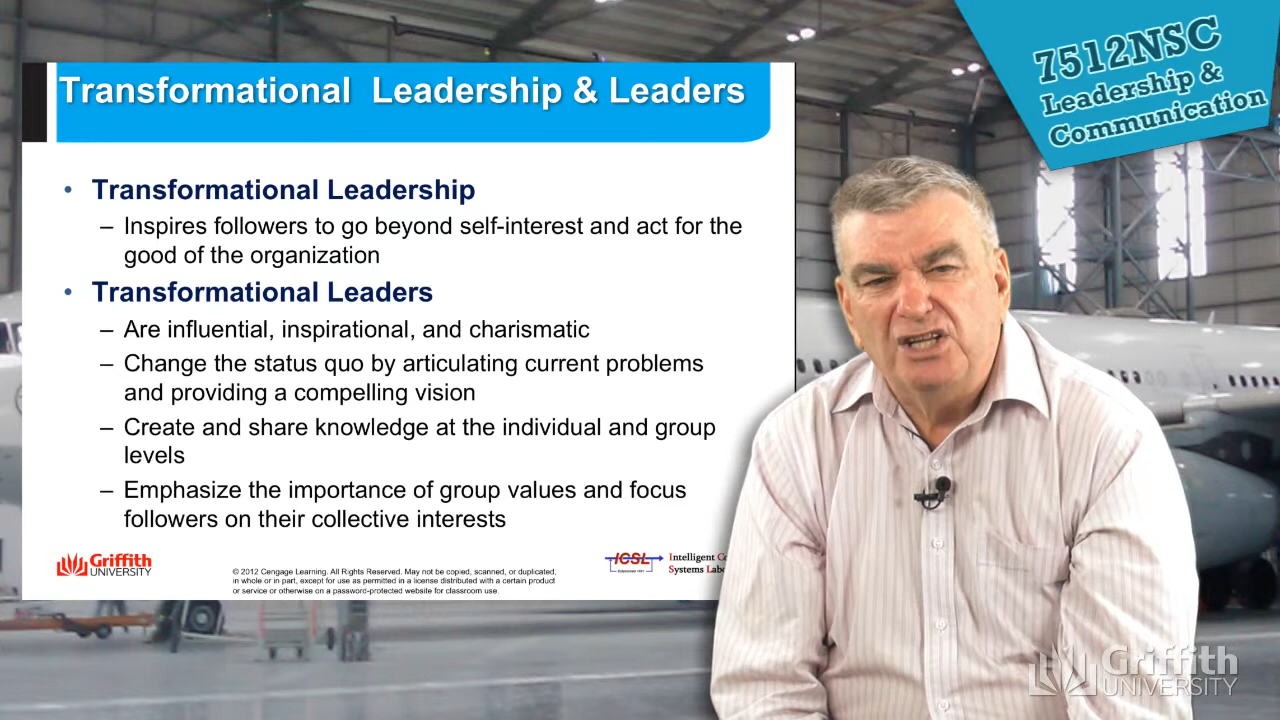 7512NSC
Leadership &
Communication
Transformational Leadership & Leaders
• Transformational Leadership
– Inspires followers to go beyond self-interest and act for the
good of the organization
• Transformational Leaders
– Are influential, inspirational, and charismatic
– Change the status quo by articulating current problems
and providing a compelling vision
– Create and share knowledge at the individual and group
levels
– Emphasize the importance of group values and focus
followers on their collective interests
Griffith
UNIVERSITY
© 2012 Cengage Learning. All Rights Reserved. May not be copied, scanned, or duplicated,
in whole or in part, except for use as permitted in a license distributed with a certain product
or service or otherwise on a password-protected website for classroom use.
ICSL
Intelligent
Systems
Griffith
UNIVERSITY